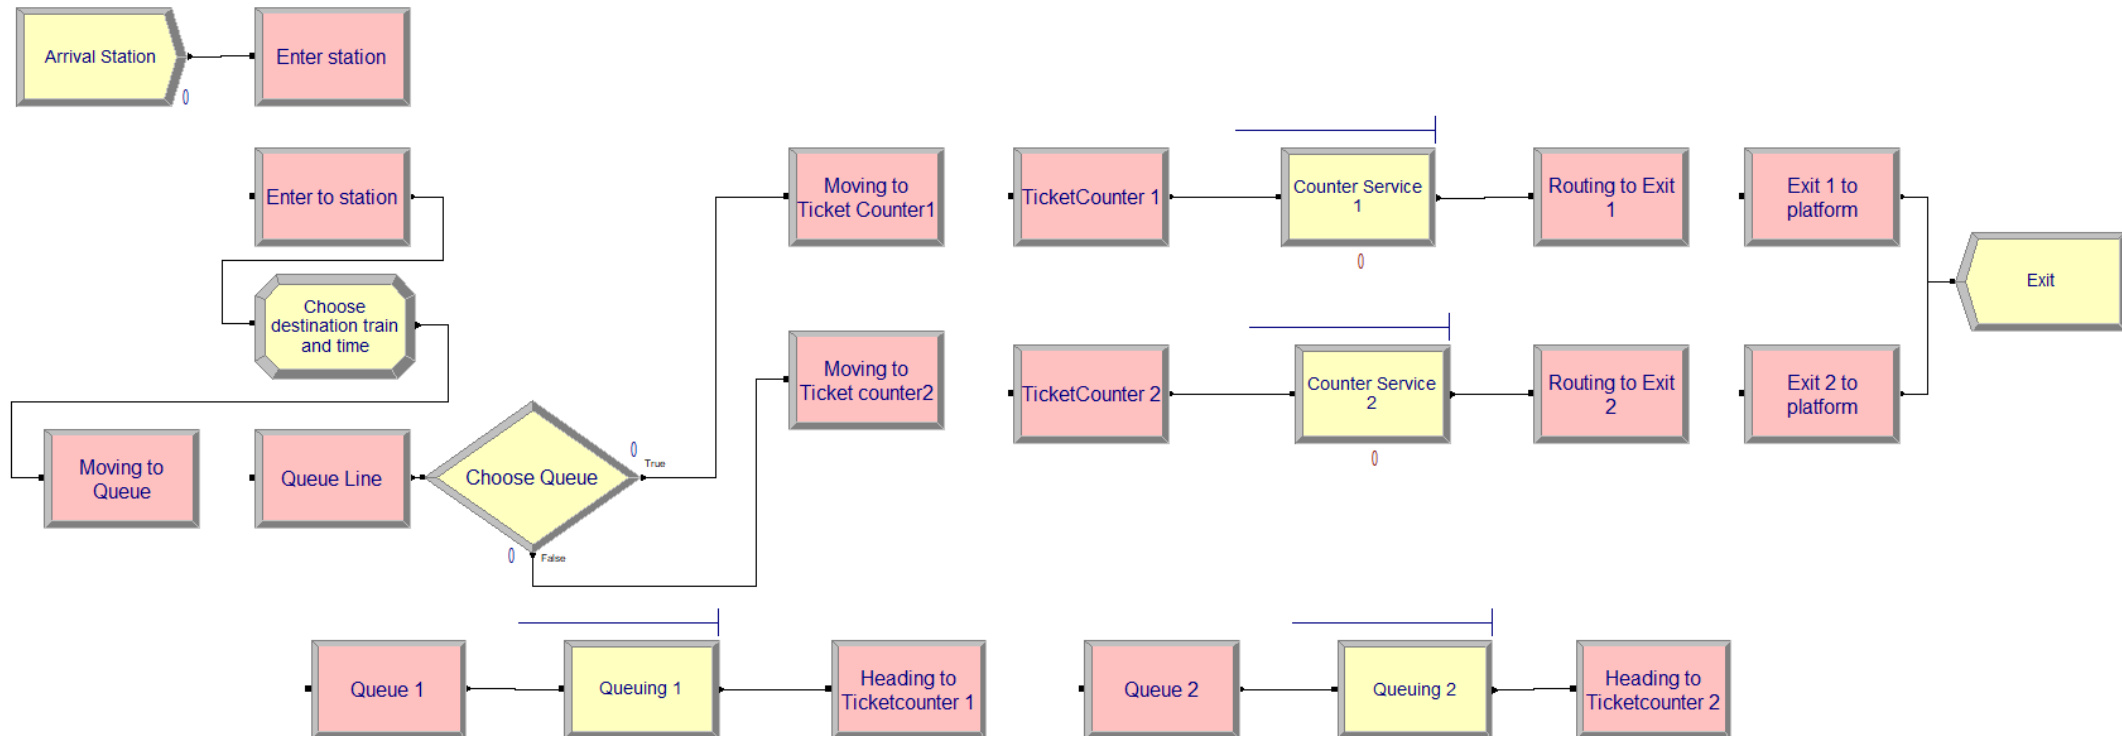 Arrival Station
0
Enter station
Enter to station
Choose
destination train
and time
Moving to
Queue
Queue Line
Choose Queue
0
True
0
False
Moving to
Ticket Counter1
Moving to
Ticket counter2
TicketCounter 1
Counter Service
1
0
Routing to Exit
1
Exit 1 to
platform
TicketCounter 2
Counter Service
2
0
Routing to Exit
2
Exit 2 to
platform
Exit
Queue 1
Queuing 1
Heading to
Ticketcounter 1
Queue 2
Queuing 2
Heading to
Ticketcounter 2